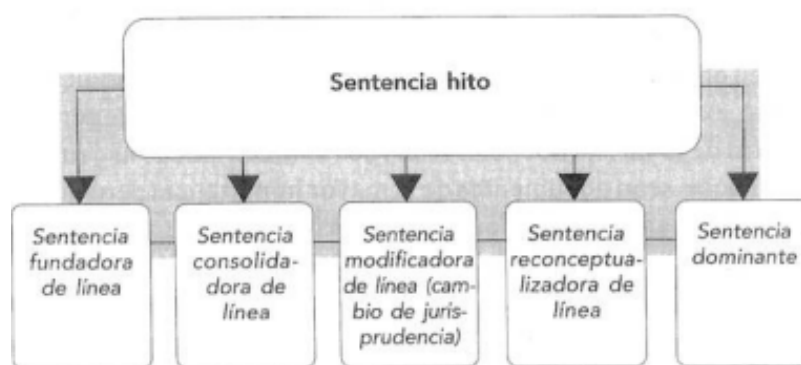 Sentencia hito
Sentencia
fundadora
de línea
Sentencia
consolida-
dora de
línea
Sentencia
modificadora
de línea (cam-
bio de juris-
prudencia)
Sentencia
reconceptua-
lizadora de
línea
Sentencia
dominante